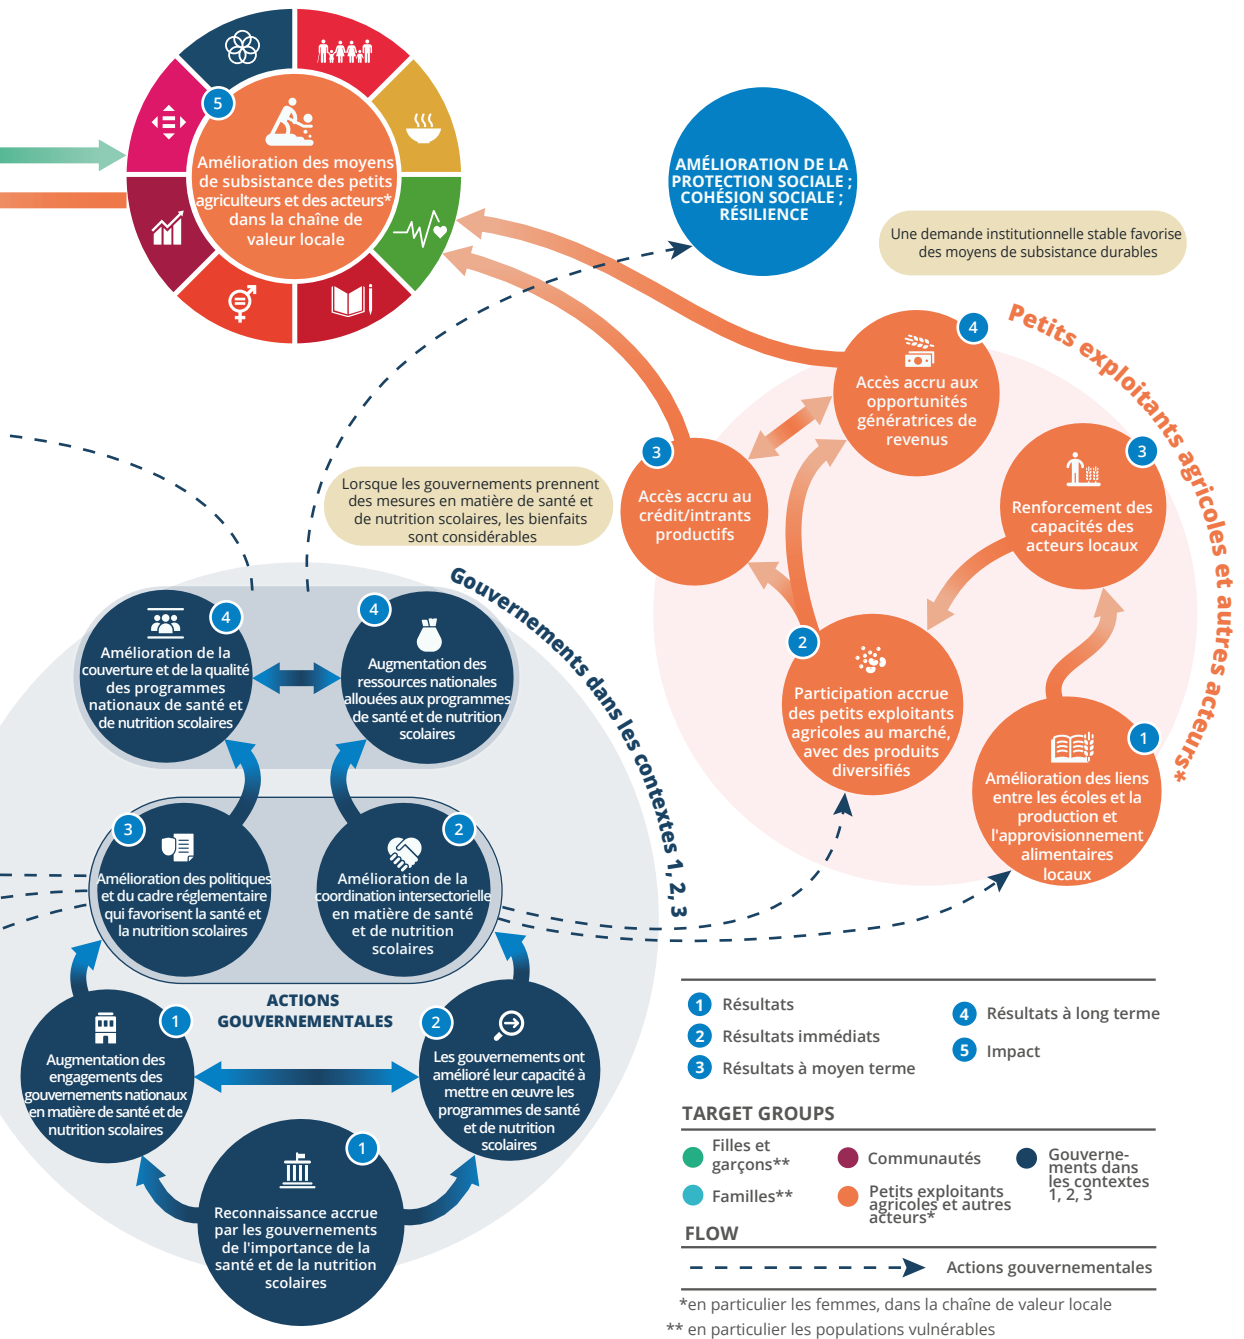 5
Amélioration des moyens
de subsistance des petits
agriculteurs et des acteurs*
dans la chaîne de
valeur locale
AMÉLIORATION DE LA
PROTECTION SOCIALE ;
COHÉSION SOCIALE ;
RÉSILIENCE
Une demande institutionnelle stable favorise
des moyens de subsistance durables
Petits exploitants agricoles et autres acteurs*
4
Accès accru aux
opportunités
génératrices de
revenus
3
Accès accru au
crédit/intrants
productifs
3
Renforcement des
capacités des
acteurs locaux
2
Participation accrue
des petits exploitants
agricoles au marché,
avec des produits
diversifiés
1
Amélioration des liens
entre les écoles et la
production et
l'approvisionnement
alimentaires
locaux
Lorsque les gouvernements prennent
des mesures en matière de santé et
de nutrition scolaires, les bienfaits
sont considérables
Gouvernements dans les contextes 1, 2, 3
4
Amélioration de la
couverture et de la qualité
des programmes
nationaux de santé et
de nutrition scolaires
4
Augmentation des
ressources nationales
allouées aux programmes
de santé et de nutrition
scolaires
3
Amélioration des politiques
et du cadre réglementaire
qui favorisent la santé et
la nutrition scolaires
2
Amélioration de la
coordination intersectorielle
en matière de santé
et de nutrition
scolaires
ACTIONS
GOUVERNEMENTALES
1
Augmentation des
engagements des
gouvernements nationaux
en matière de santé et de
nutrition scolaires
2
Les gouvernements ont
amélioré leur capacité à
mettre en œuvre les
programmes de santé
et de nutrition
scolaires
1
Reconnaissance accrue
par les gouvernements
de l'importance de la
santé et de la nutrition
scolaires
1 Résultats
2 Résultats immédiats
3 Résultats à moyen terme
4 Résultats à long terme
5 Impact
TARGET GROUPS
Filles et
garçons**
Familles**
Communautés
Petits exploitants
agricoles et autres
acteurs*
Gouverne-
ments dans
les contextes
1, 2, 3
FLOW
Actions gouvernementales
*en particulier les femmes, dans la chaîne de valeur locale
** en particulier les populations vulnérables